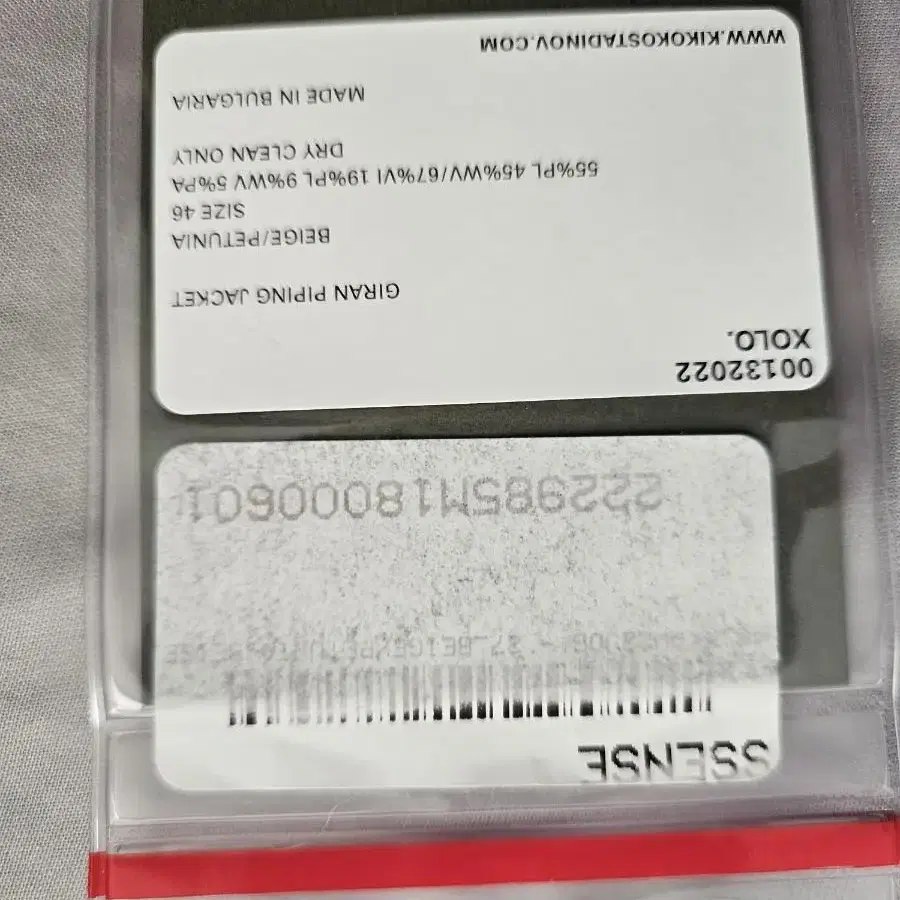 SSENSE
222985M18000601
00132022
XOLO.
GIRAN PIPING JACKET
BEIGE/PETUNIA
SIZE 46
55%PL 45%WV/67%VI 19%PL 9%WV 5%PA
DRY CLEAN ONLY
MADE IN BULGARIA
WWW.KIKOKOSTADINOV.COM